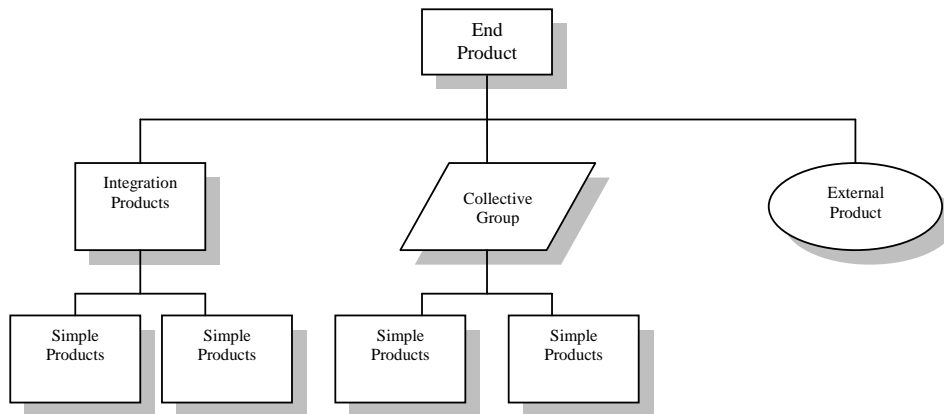 End
Product
Integration
Products
Collective
Group
External
Product
Simple
Products
Simple
Products
Simple
Products
Simple
Products